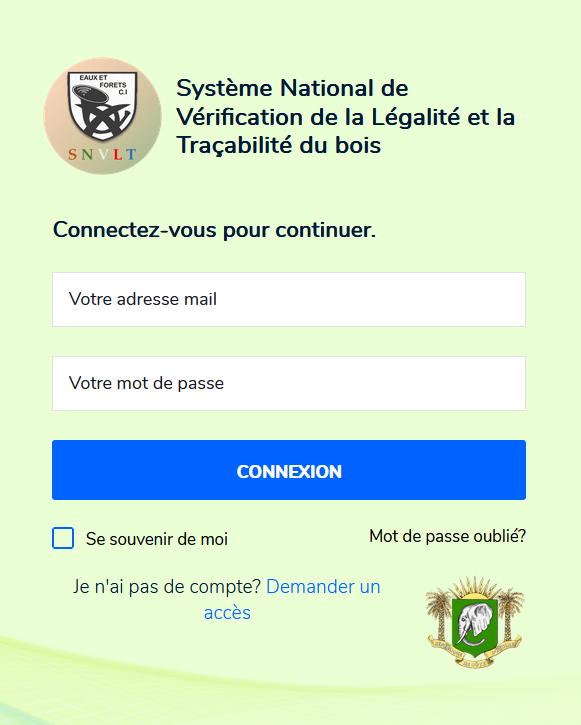 EAUX ET
FORETS
C.I
SNVLT
Système National de
Vérification de la Légalité et la
Traçabilité du bois
Connectez-vous pour continuer.
Votre adresse mail
Votre mot de passe
CONNEXION
Se souvenir de moi
Mot de passe oublié?
Je n'ai pas de compte? Demander un
accès